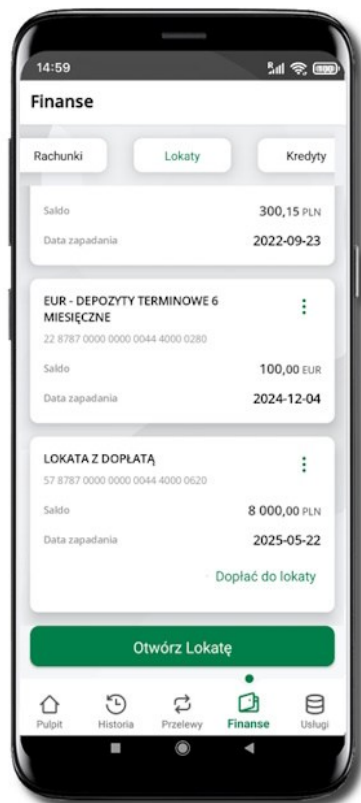 14:59
Finanse
Rachunki Lokaty Kredyty
Saldo 300,15 PLN
Data zapadania 2022-09-23
EUR - DEPOZYTY TERMINOWE 6
MIESIĘCZNE
22 8787 0000 0000 0044 4000 0280
Saldo 100,00 EUR
Data zapadania 2024-12-04
LOKATA Z DOPŁATĄ
57 8787 0000 0000 0044 4000 0620
Saldo 8 000,00 PLN
Data zapadania 2025-05-22
Dopłać do lokaty
Otwórz Lokatę
Pulpit Historia Przelewy Finanse Usługi